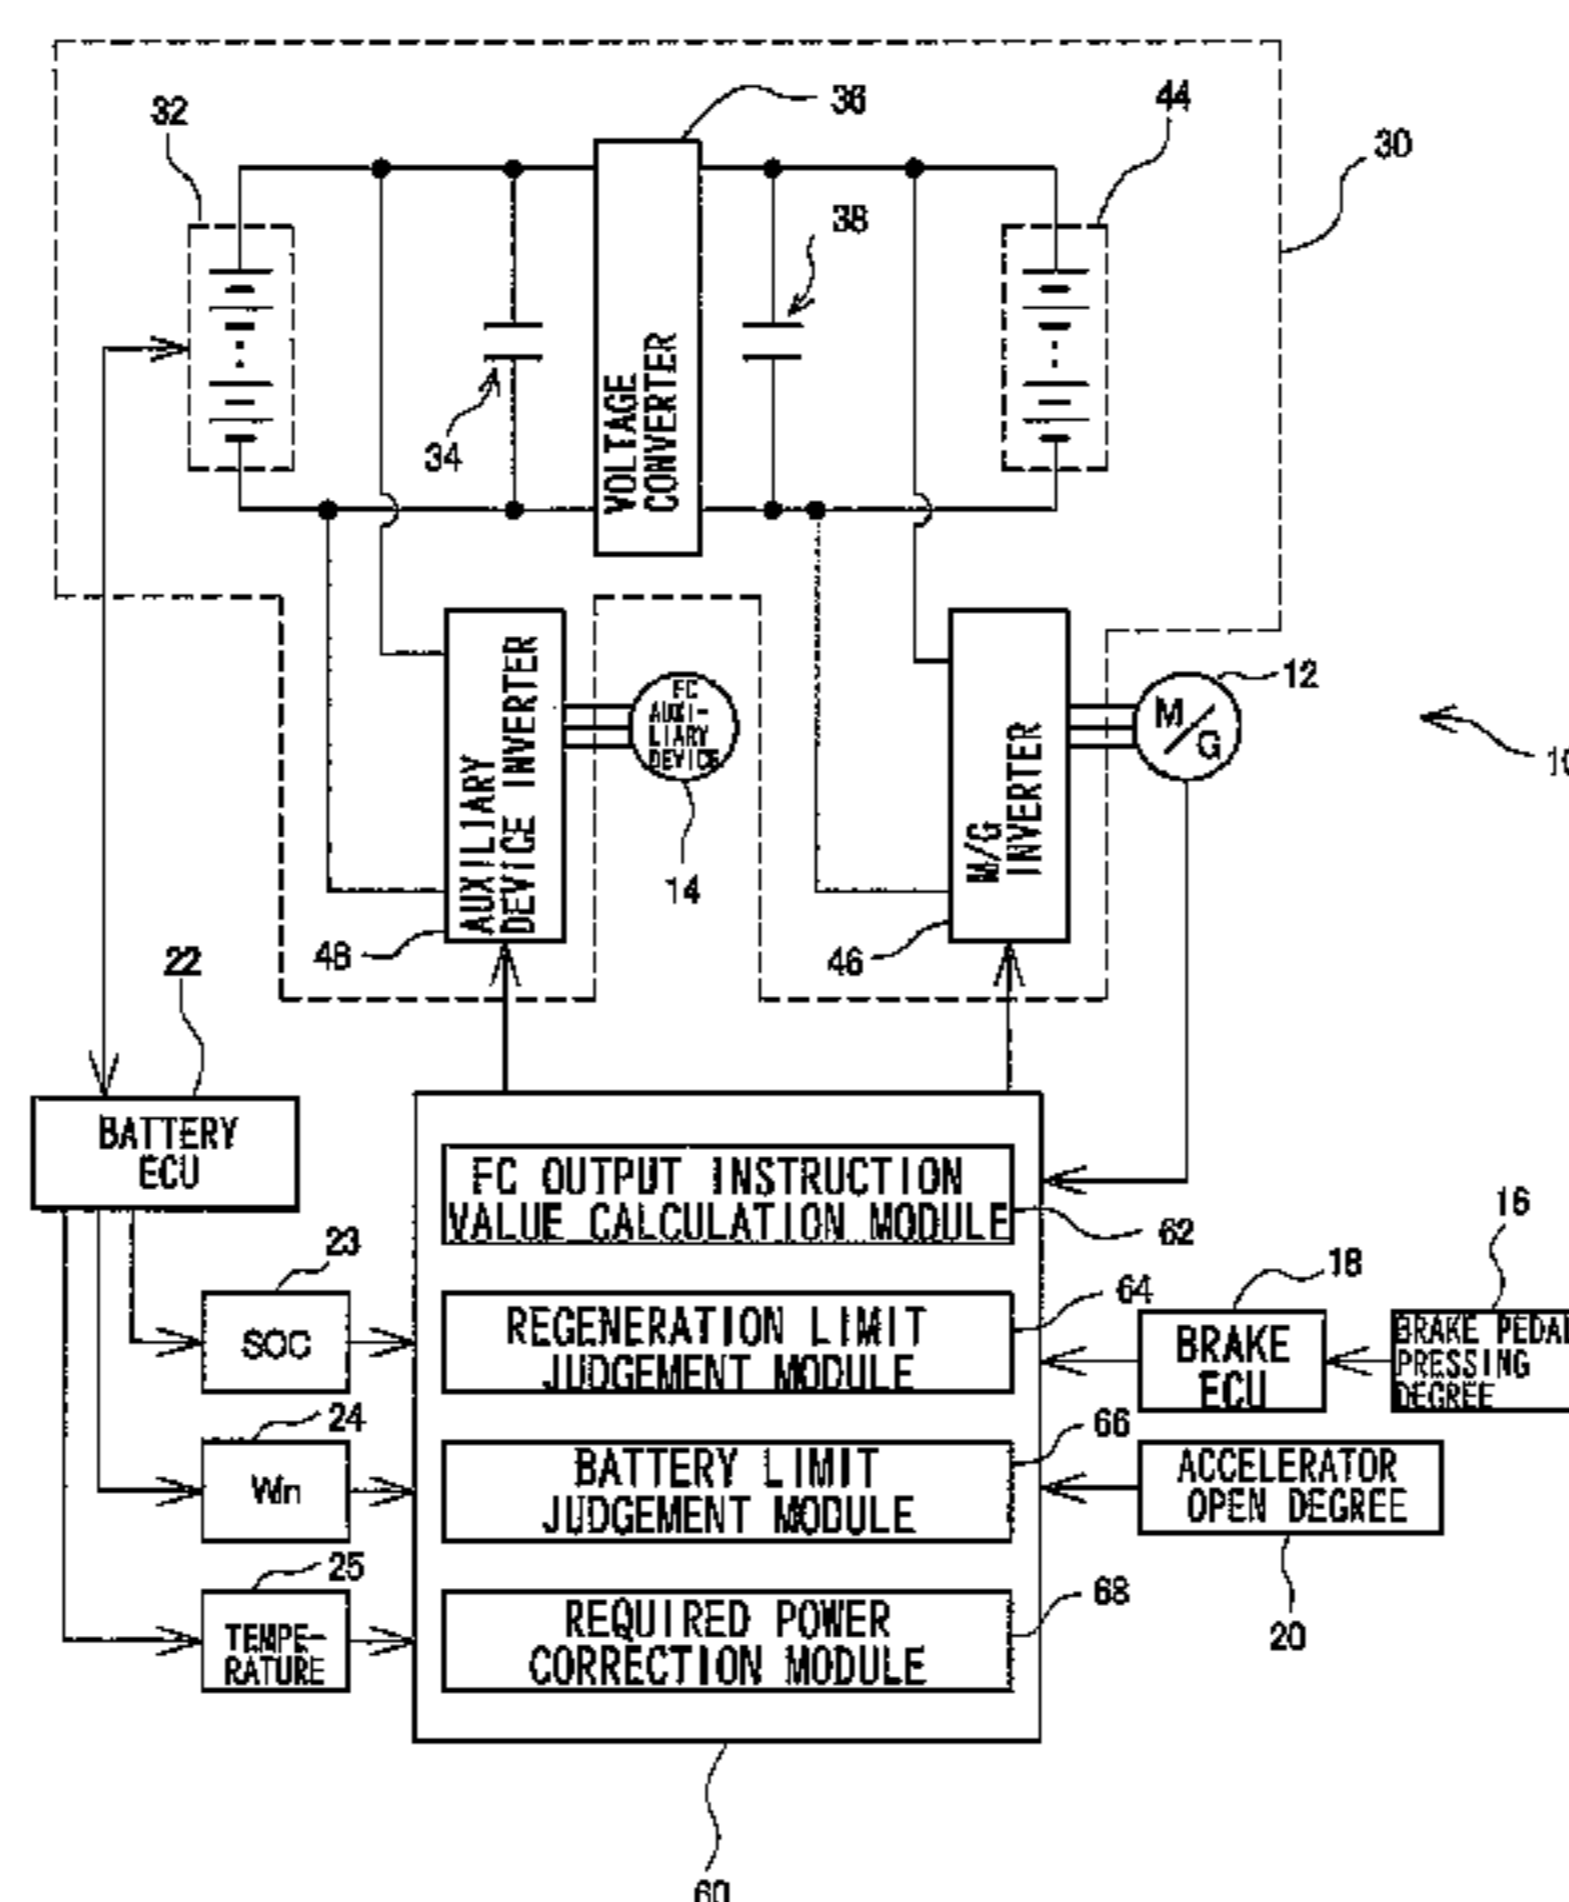 36
44
32
30
38
VOLTAGE
CONVERTER
34
FC
AUXI-
LIARY
DEVICE
12
M/G
10
AUXILIARY
DEVICE INVERTER
M/G
INVERTER
14
48
46
22
BATTERY
ECU
FC OUTPUT INSTRUCTION
VALUE CALCULATION MODULE
62
16
23
18
64
SOC
REGENERATION LIMIT
JUDGEMENT MODULE
BRAKE
ECU
BRAKE PEDAL
PRESSING
DEGREE
24
66
Win
BATTERY LIMIT
JUDGEMENT MODULE
ACCELERATOR
OPEN DEGREE
25
68
TEMPE-
RATURE
REQUIRED POWER
CORRECTION MODULE
20
60